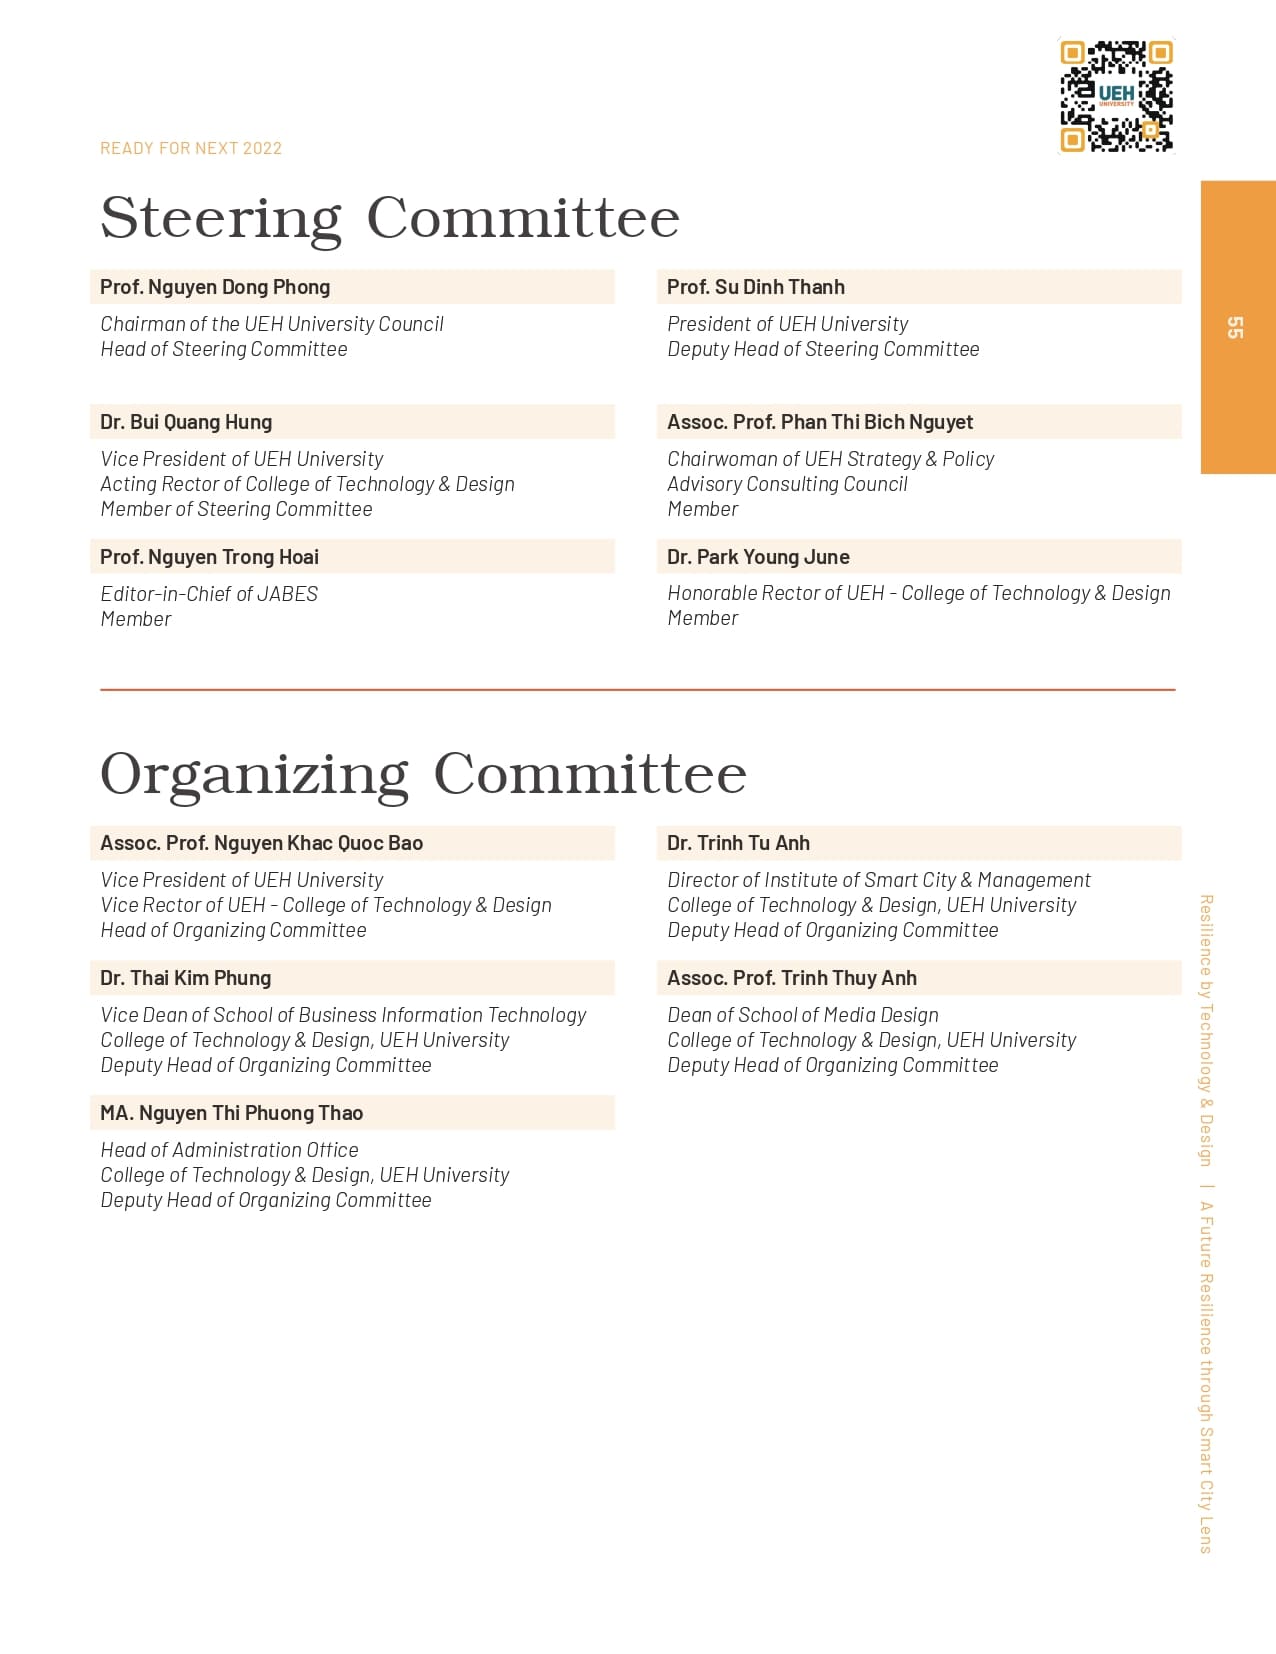 UEH
UNIVERSITY
READY FOR NEXT 2022
Steering Committee
Prof. Nguyen Dong Phong
Chairman of the UEH University Council
Head of Steering Committee
Prof. Su Dinh Thanh
President of UEH University
Deputy Head of Steering Committee
Dr. Bui Quang Hung
Vice President of UEH University
Acting Rector of College of Technology & Design
Member of Steering Committee
Assoc. Prof. Phan Thi Bich Nguyet
Chairwoman of UEH Strategy & Policy
Advisory Consulting Council
Member
Prof. Nguyen Trong Hoai
Editor-in-Chief of JABES
Member
Dr. Park Young June
Honorable Rector of UEH - College of Technology & Design
Member
Organizing Committee
Assoc. Prof. Nguyen Khac Quoc Bao
Vice President of UEH University
Vice Rector of UEH - College of Technology & Design
Head of Organizing Committee
Dr. Trinh Tu Anh
Director of Institute of Smart City & Management
College of Technology & Design, UEH University
Deputy Head of Organizing Committee
Dr. Thai Kim Phung
Vice Dean of School of Business Information Technology
College of Technology & Design, UEH University
Deputy Head of Organizing Committee
Assoc. Prof. Trinh Thuy Anh
Dean of School of Media Design
College of Technology & Design, UEH University
Deputy Head of Organizing Committee
MA. Nguyen Thi Phuong Thao
Head of Administration Office
College of Technology & Design, UEH University
Deputy Head of Organizing Committee
55
Resilience by Technology & Design | A Future Resilience through Smart City Lens